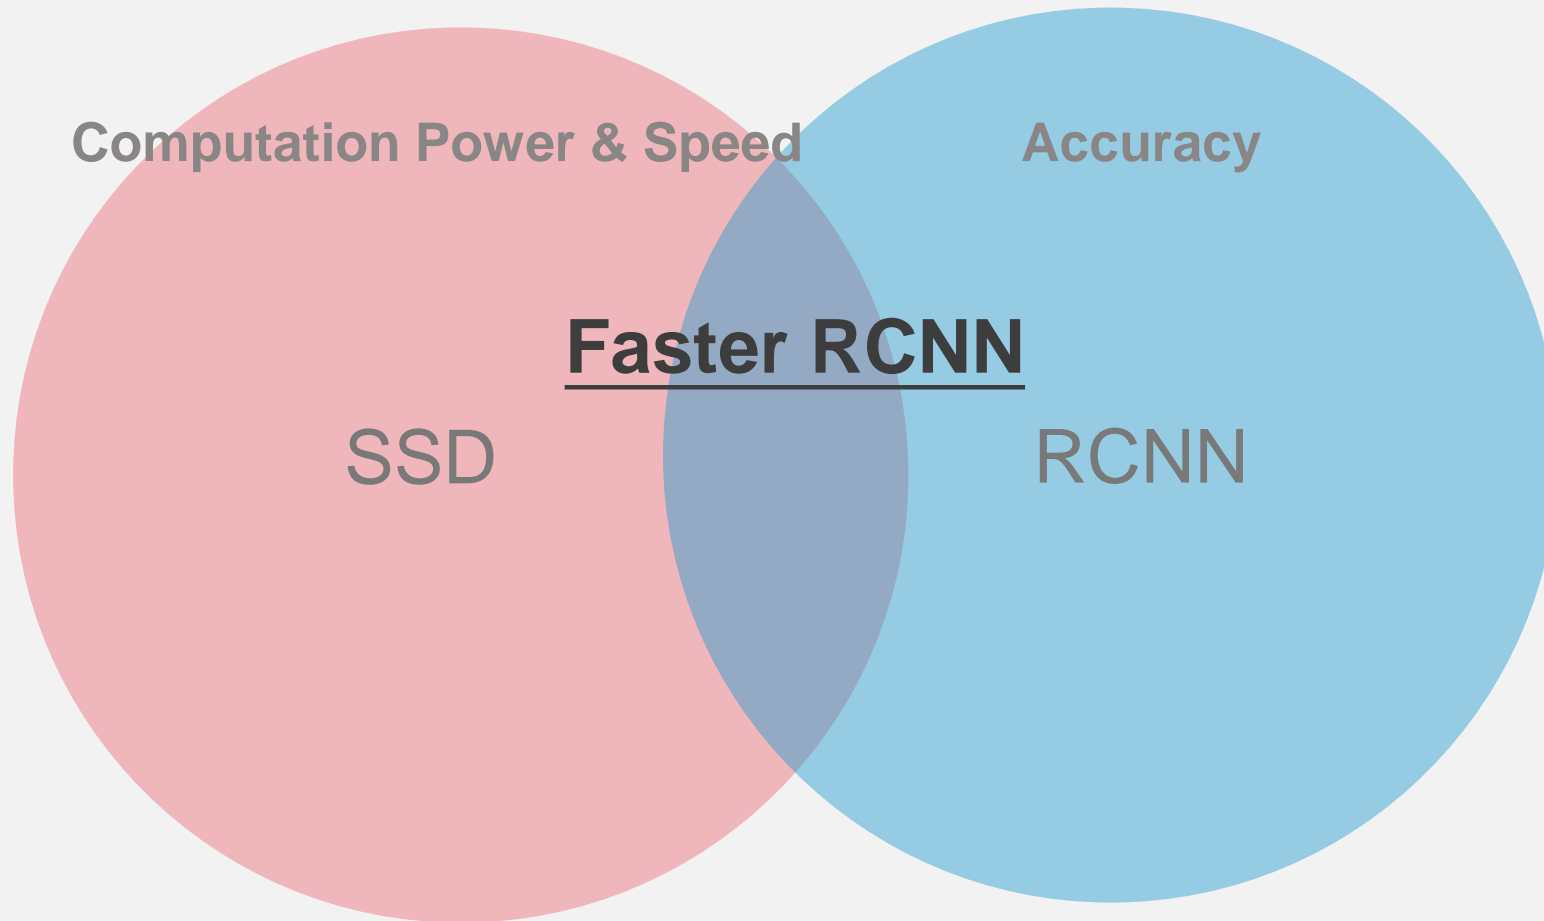 Computation Power & Speed
Accuracy
Faster RCNN
SSD
RCNN